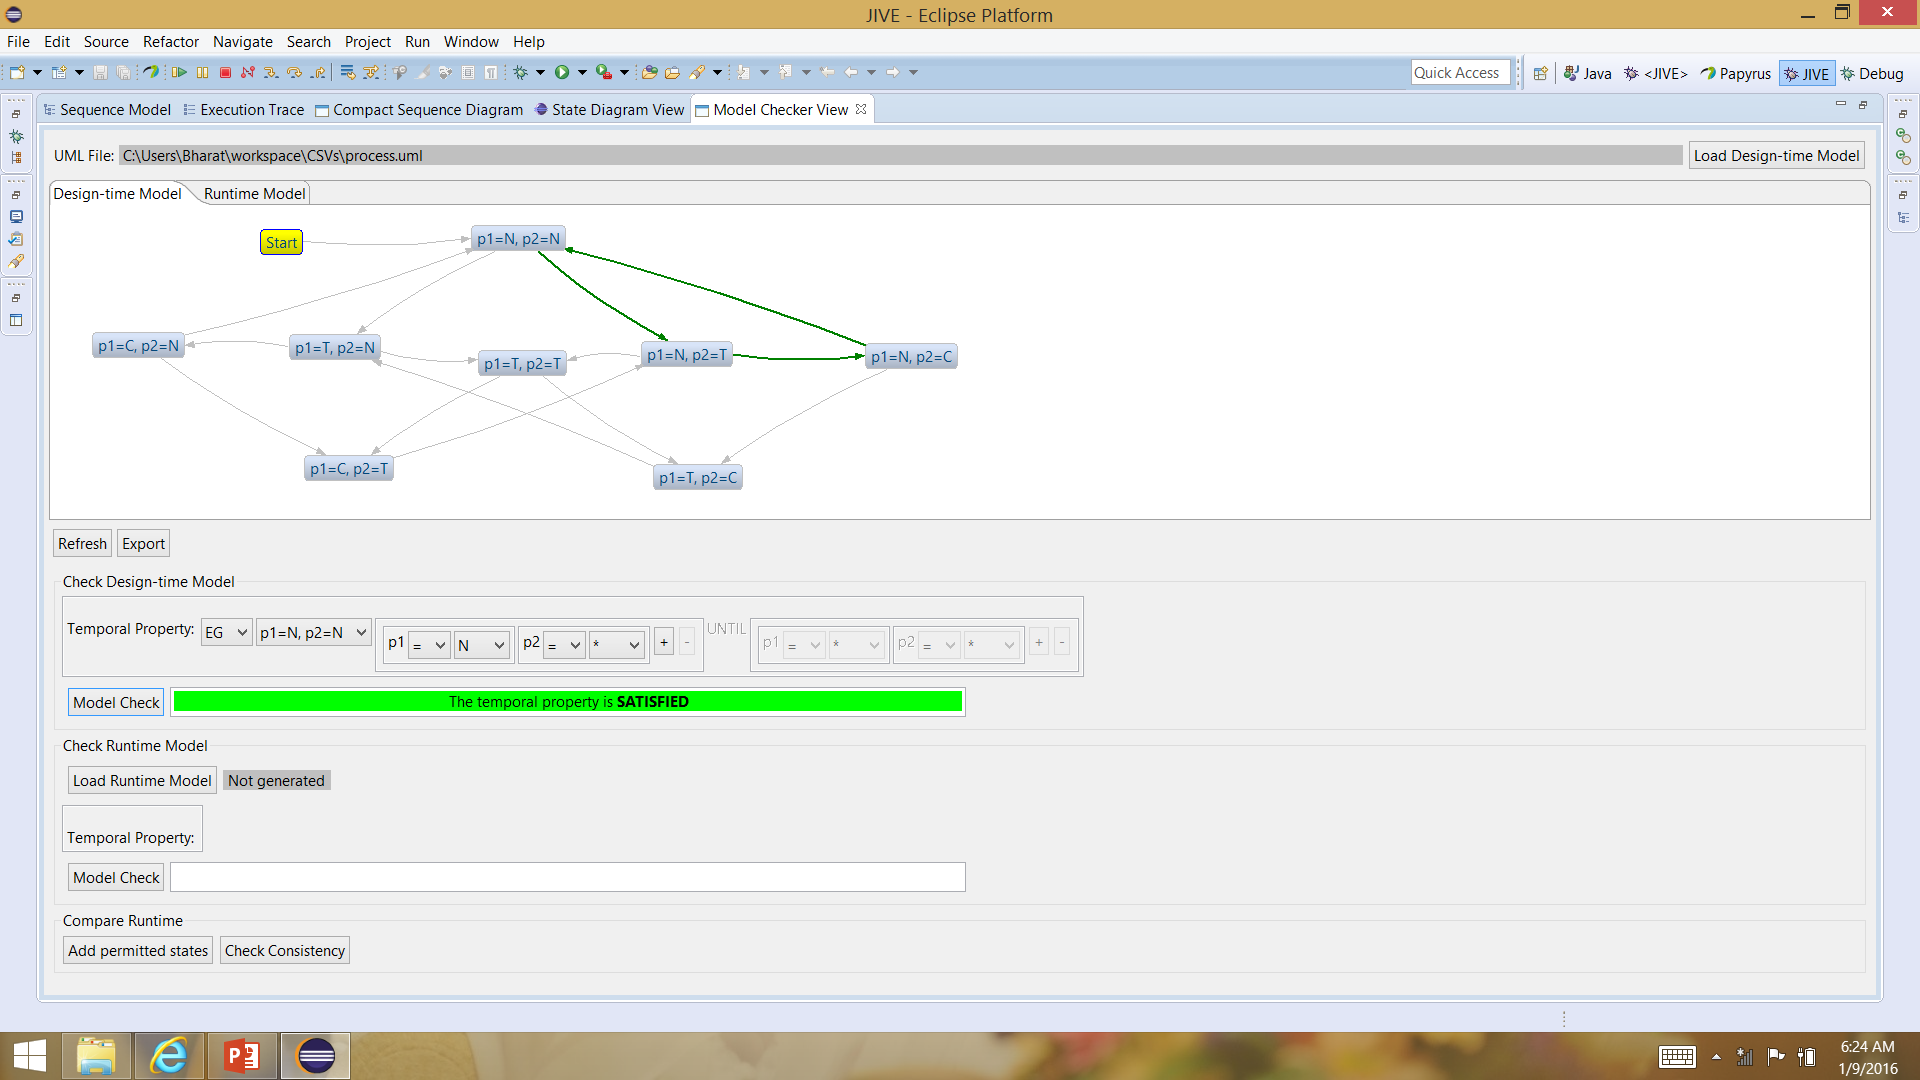 JIVE - Eclipse Platform
File Edit Source Refactor Navigate Search Project Run Window Help
Quick Access Java <JIVE> Papyrus JIVE Debug
Sequence Model Execution Trace Compact Sequence Diagram State Diagram View Model Checker View
UML File: C:\Users\Bharat\workspace\CSVs\process.uml Load Design-time Model
Design-time Model Runtime Model
Start
p1=N, p2=N
p1=C, p2=N
p1=T, p2=N
p1=T, p2=T
p1=N, p2=T
p1=N, p2=C
p1=C, p2=T
p1=T, p2=C
Refresh Export
Check Design-time Model
Temporal Property: EG p1=N, p2=N p1 = N p2 = * + - UNTIL p1 = * p2 = * + -
Model Check The temporal property is SATISFIED
Check Runtime Model
Load Runtime Model Not generated
Temporal Property:
Model Check
Compare Runtime
Add permitted states Check Consistency
6:24 AM
1/9/2016